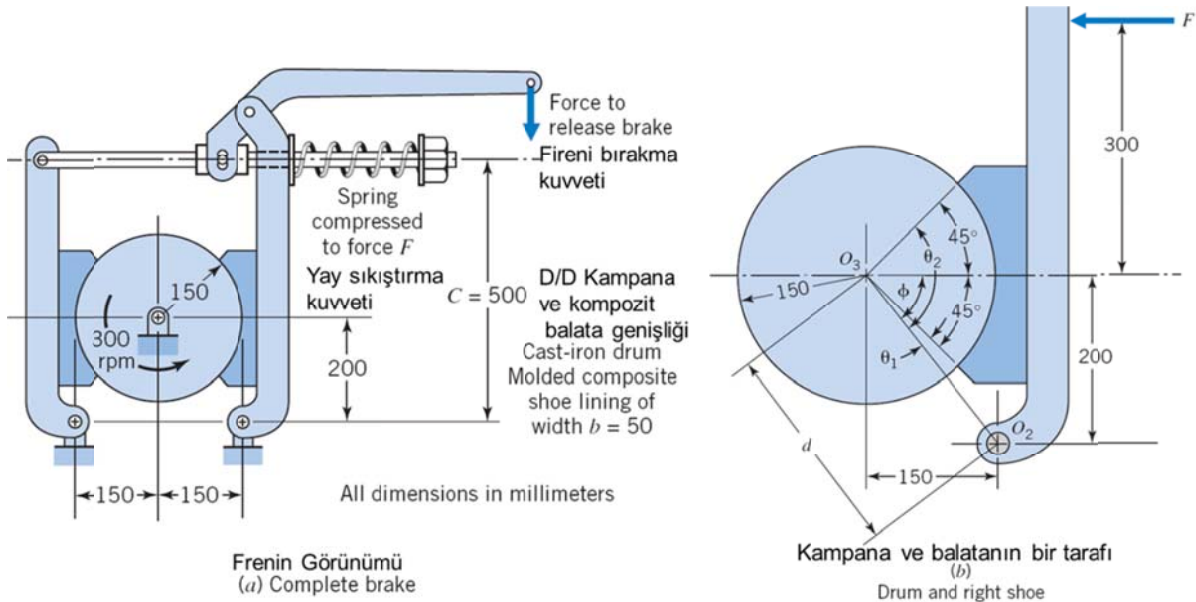 Force to
release brake
Fireni bırakma
kuvveti
Spring
compressed
to force F
Yay sıkıştırma
kuvveti
C = 500
D/D Kampana
ve kompozit
balata genişliği
Cast-iron drum
Molded composite
shoe lining of
width b = 50
150
300
rpm
200
150
150
All dimensions in millimeters
Frenin Görünümü
(a) Complete brake
F
300
45°
θ2
O3
150
ϕ
45°
θ1
200
O2
d
150
Kampana ve balatanın bir tarafı
(b)
Drum and right shoe